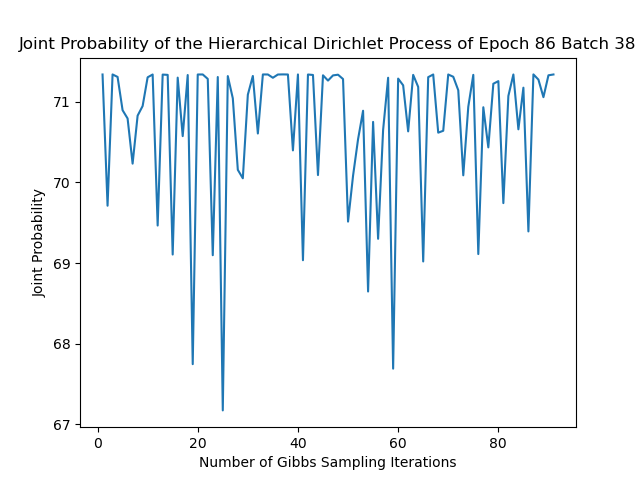 Joint Probability of the Hierarchical Dirichlet Process of Epoch 86 Batch 38
71
70
69
68
67
Joint Probability
0 20 40 60 80
Number of Gibbs Sampling Iterations